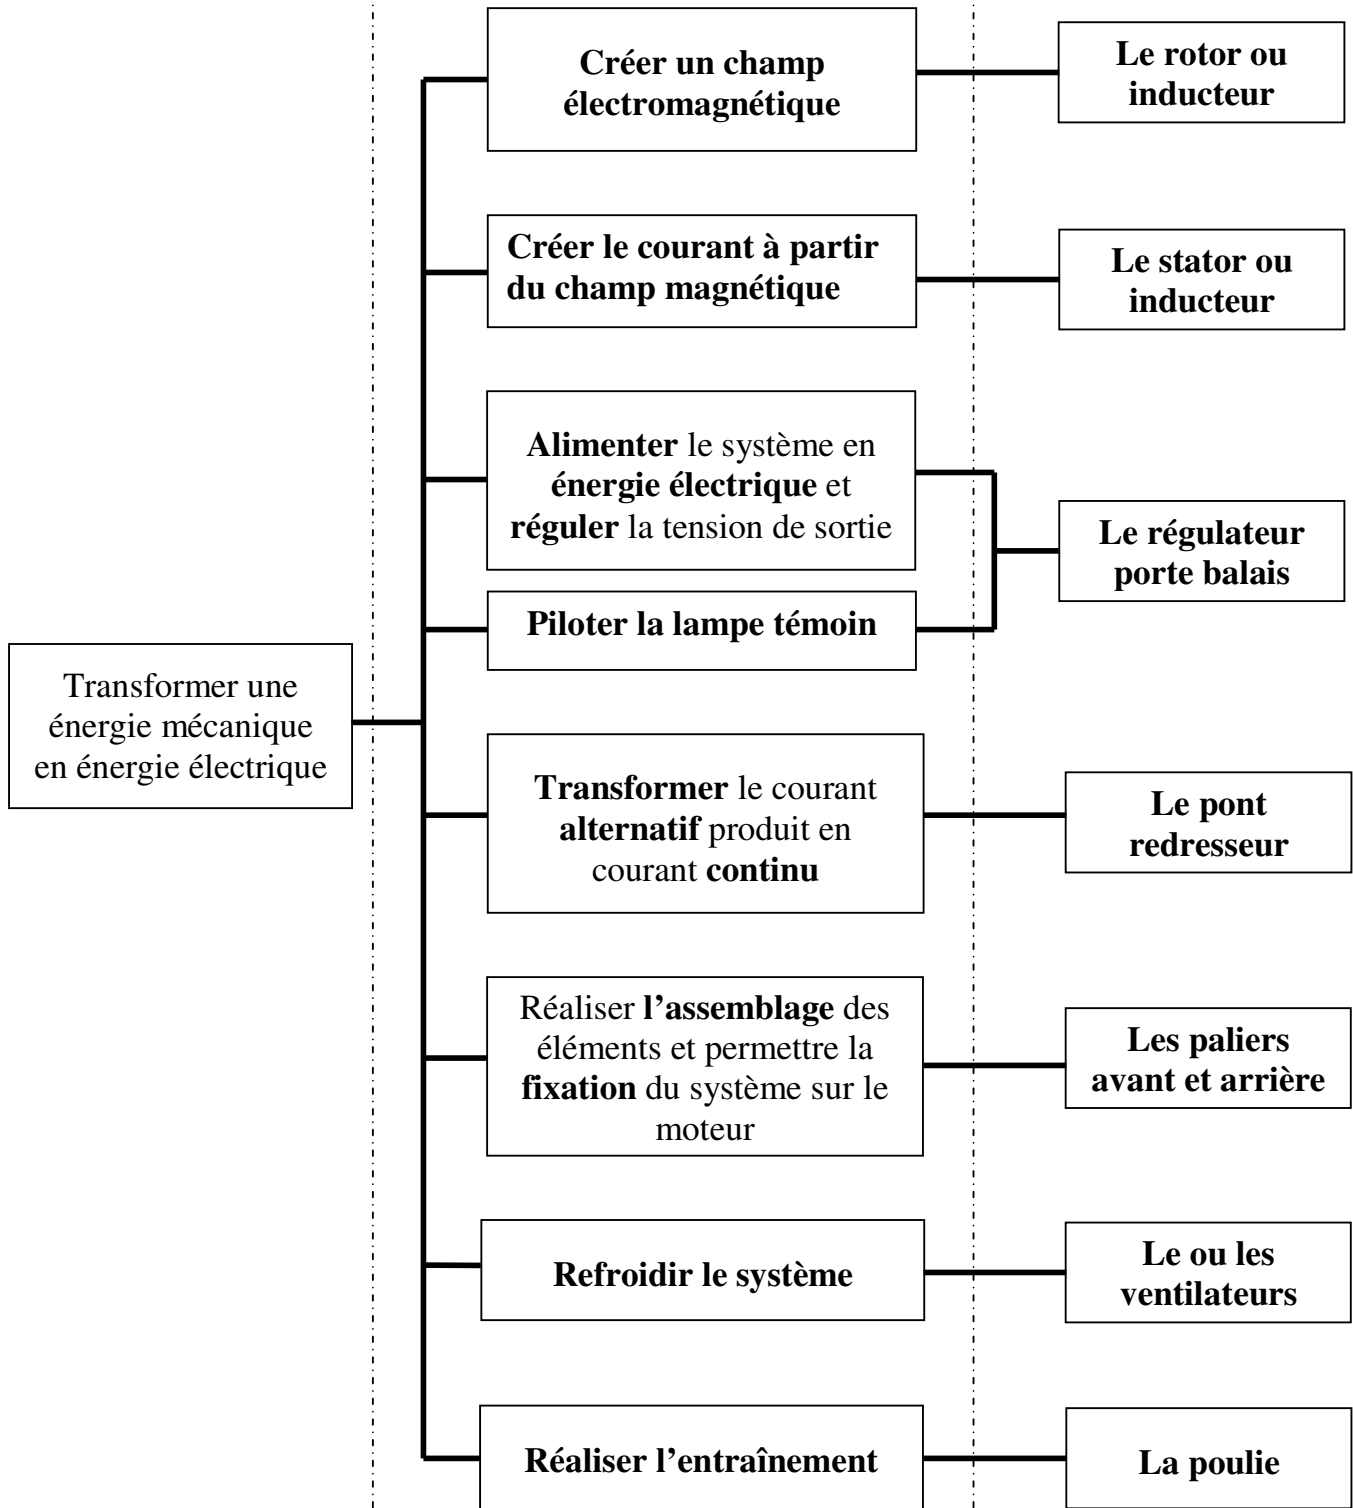 Créer un champ
électromagnétique
Le rotor ou
inducteur
Créer le courant à partir
du champ magnétique
Le stator ou
inducteur
Alimenter le système en
énergie électrique et
réguler la tension de sortie
Le régulateur
porte balais
Piloter la lampe témoin
Transformer une
énergie mécanique
en énergie électrique
Transformer le courant
alternatif produit en
courant continu
Le pont
redresseur
Réaliser l’assemblage des
éléments et permettre la
fixation du système sur le
moteur
Les paliers
avant et arrière
Refroidir le système
Le ou les
ventilateurs
Réaliser l’entraînement
La poulie